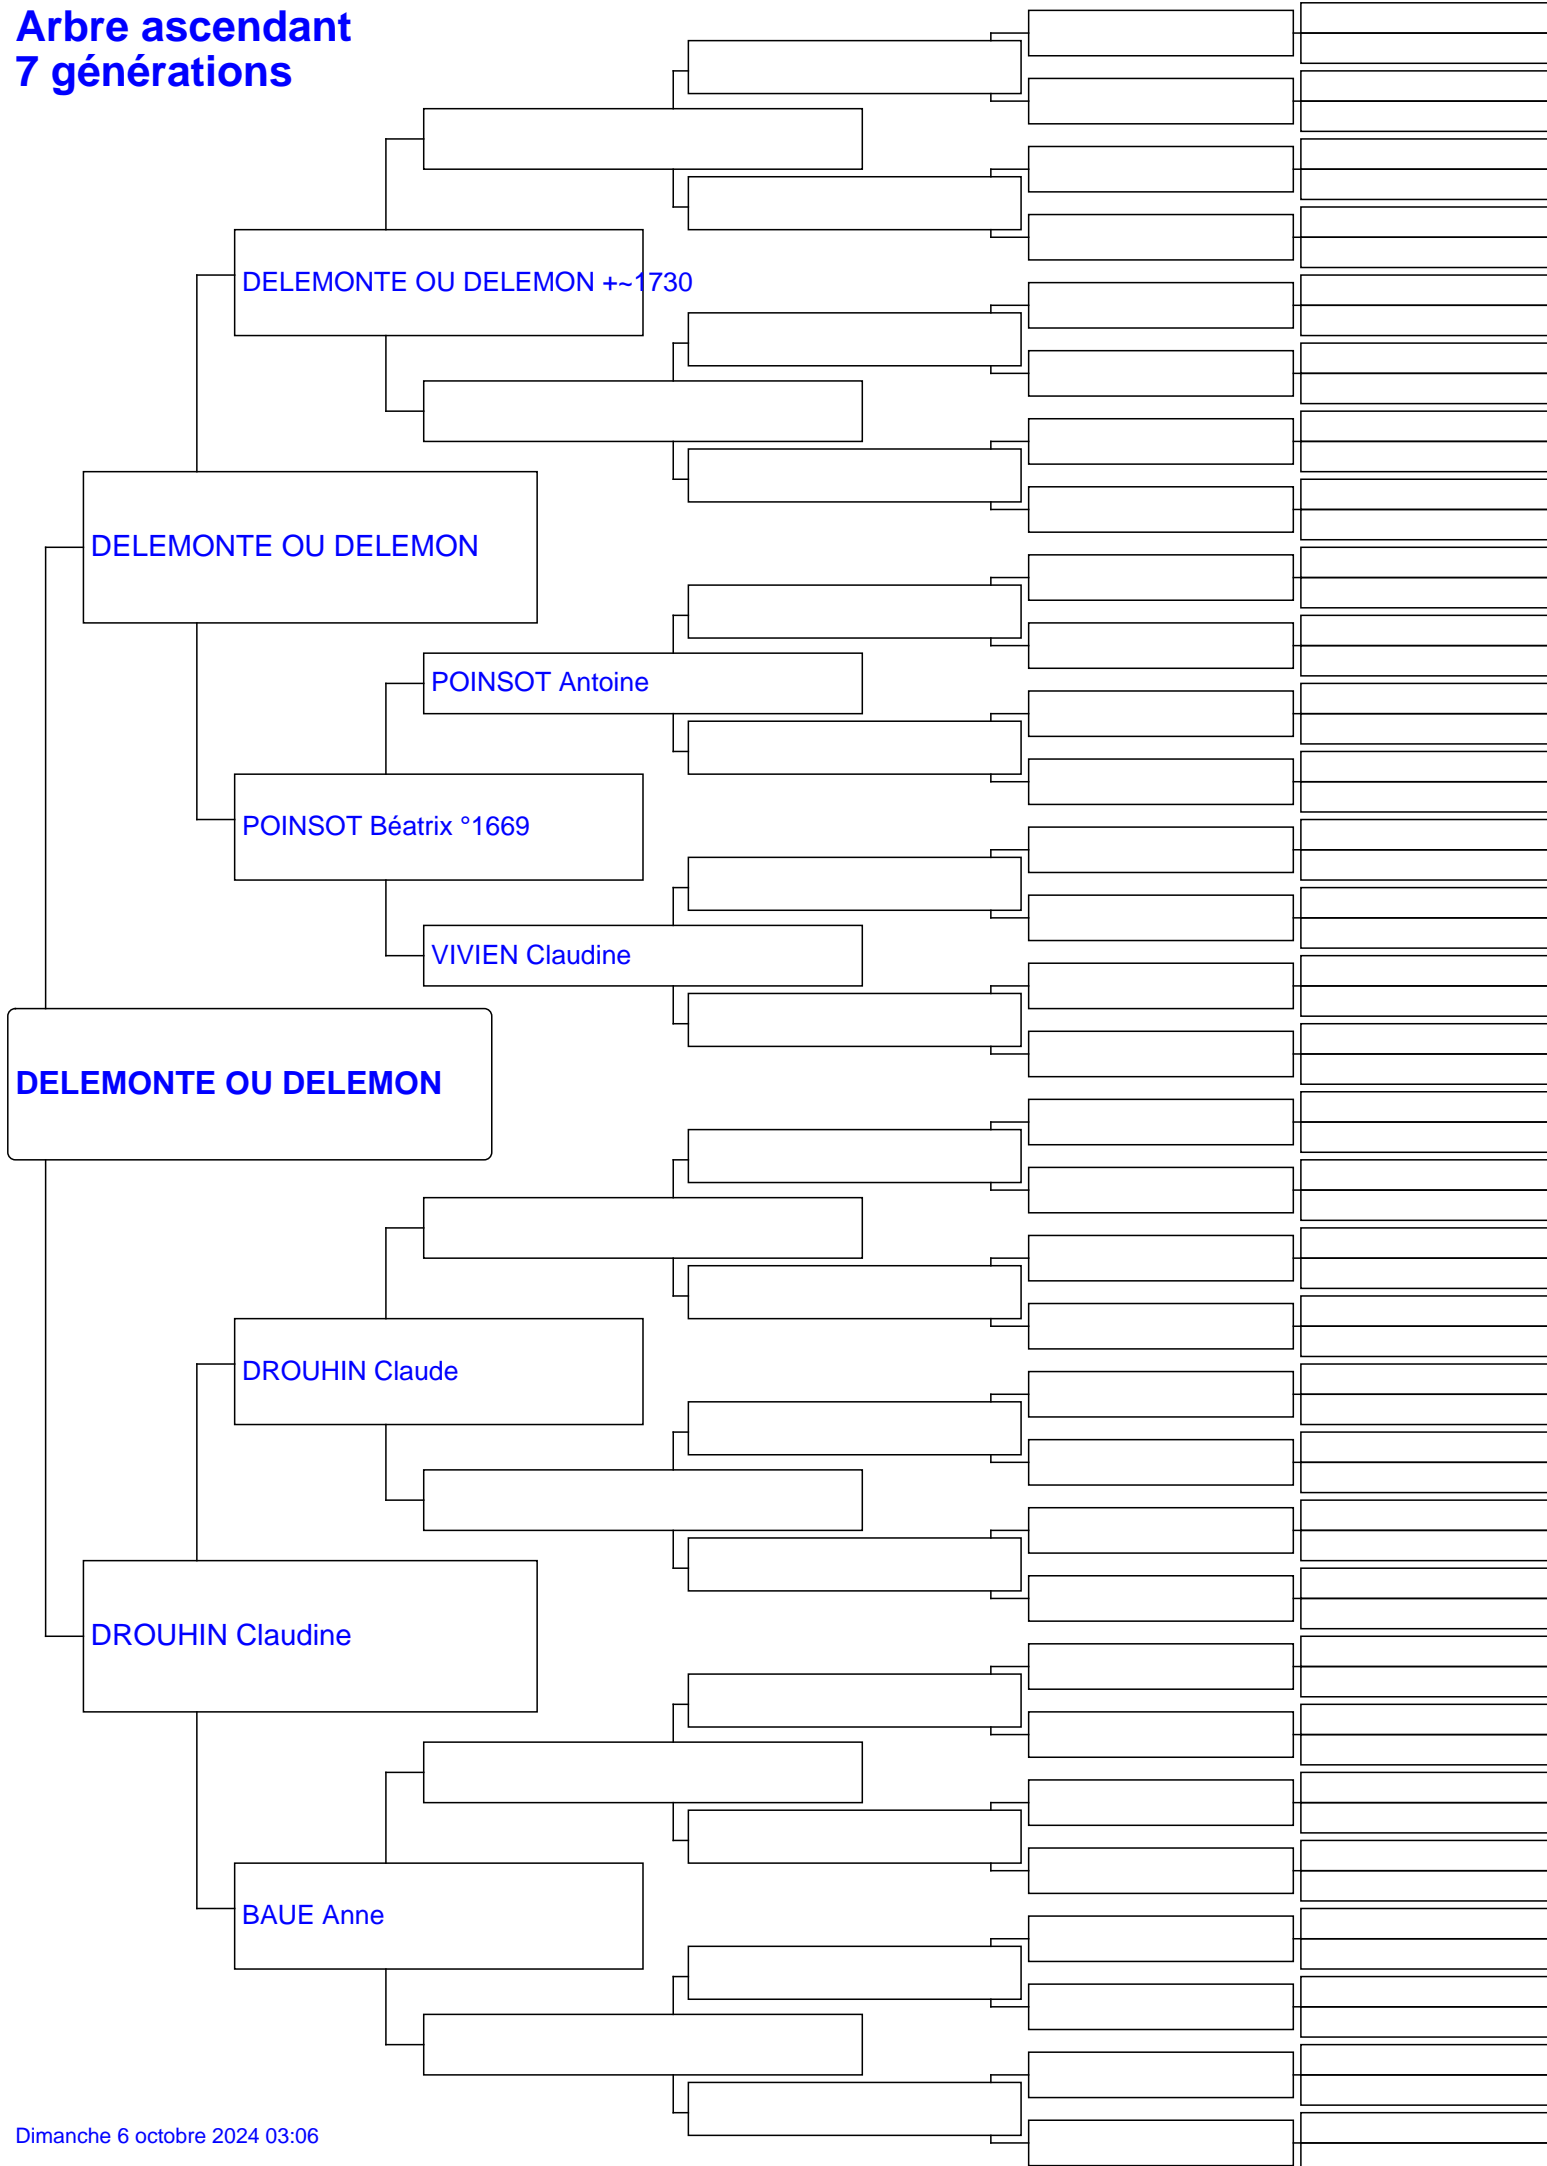 Arbre ascendant
7 générations
DELEMONTE OU DELEMON +~1730
DELEMONTE OU DELEMON
POINSOT Antoine
POINSOT Béatrix °1669
VIVIEN Claudine
DELEMONTE OU DELEMON
DROUHIN Claude
DROUHIN Claudine
BAUE Anne
Dimanche 6 octobre 2024 03:06